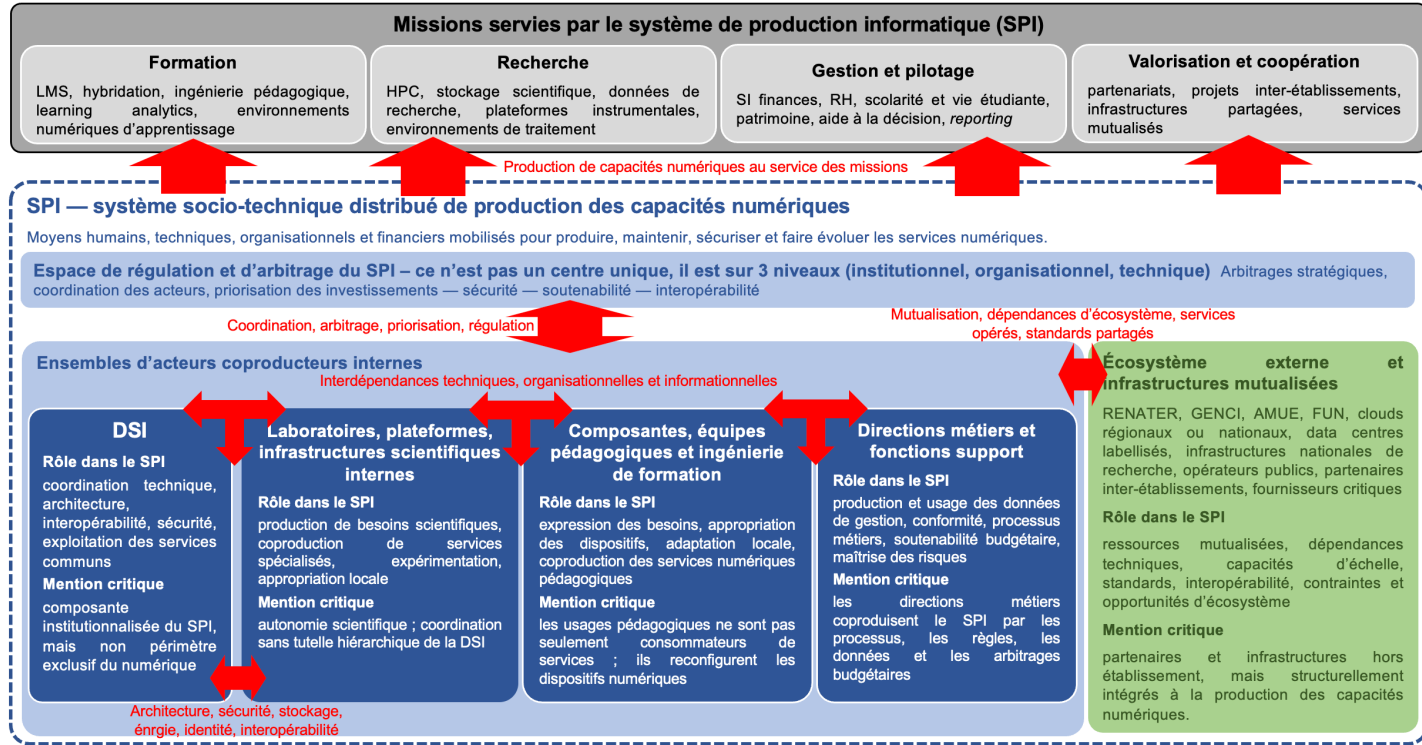 Missions servies par le système de production informatique (SPI)
Formation
LMS, hybridation, ingénierie pédagogique,
learning analytics, environnements
numériques d'apprentissage
Recherche
HPC, stockage scientifique, données de
recherche, plateformes instrumentales,
environnements de traitement
Gestion et pilotage
SI finances, RH, scolarité et vie étudiante,
patrimoine, aide à la décision, reporting
Valorisation et coopération
partenariats, projets inter-établissements,
infrastructures partagées, services
mutualisés
Production de capacités numériques au service des missions
SPI — système socio-technique distribué de production des capacités numériques
Moyens humains, techniques, organisationnels et financiers mobilisés pour produire, maintenir, sécuriser et faire évoluer les services numériques.
Espace de régulation et d'arbitrage du SPI – ce n'est pas un centre unique, il est sur 3 niveaux (institutionnel, organisationnel, technique) Arbitrages stratégiques,
coordination des acteurs, priorisation des investissements — sécurité — soutenabilité — interopérabilité
Coordination, arbitrage, priorisation, régulation
Mutualisation, dépendances d'écosystème, services
opérés, standards partagés
Ensembles d'acteurs coproducteurs internes
Interdépendances techniques, organisationnelles et informationnelles
DSI
Rôle dans le SPI
coordination technique,
architecture,
interopérabilité, sécurité,
exploitation des services
communs
Mention critique
composante
institutionnalisée du SPI,
mais non périmètre
exclusif du numérique
Laboratoires, plateformes,
infrastructures scientifiques
internes
Rôle dans le SPI
production de besoins scientifiques,
coproduction de services
spécialisés, expérimentation,
appropriation locale
Mention critique
autonomie scientifique ; coordination
sans tutelle hiérarchique de la DSI
Composantes, équipes
pédagogiques et ingénierie
de formation
Rôle dans le SPI
expression des besoins, appropriation
des dispositifs, adaptation locale,
coproduction des services numériques
pédagogiques
Mention critique
les usages pédagogiques ne sont pas
seulement consommateurs de
services ; ils reconfigurent les
dispositifs numériques
Directions métiers et
fonctions support
Rôle dans le SPI
production et usage des données
de gestion, conformité, processus
métiers, soutenabilité budgétaire,
maîtrise des risques
Mention critique
les directions métiers
coproduisent le SPI par les
processus, les règles, les
données et les arbitrages
budgétaires
Écosystème externe et
infrastructures mutualisées
RENATER, GENCI, AMUE, FUN, clouds
régionaux ou nationaux, data centres
labellisés, infrastructures nationales de
recherche, opérateurs publics, partenaires
inter-établissements, fournisseurs critiques
Rôle dans le SPI
ressources mutualisées, dépendances
techniques, capacités d'échelle,
standards, interopérabilité, contraintes et
opportunités d'écosystème
Mention critique
partenaires et infrastructures hors
établissement, mais structurellement
intégrés à la production des capacités
numériques.
Architecture, sécurité, stockage,
énrgie, identité, interopérabilité